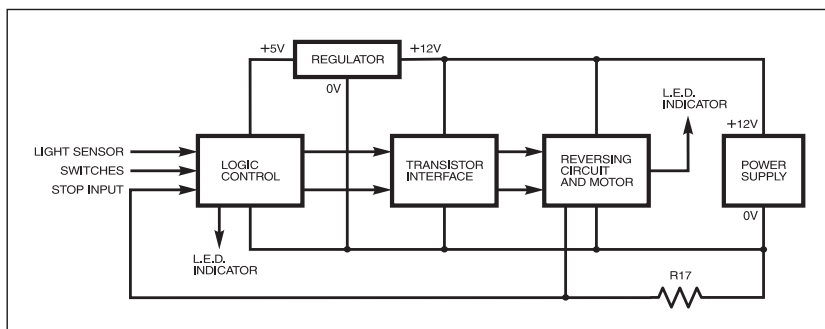 +5V
REGULATOR
+12V
0V
L.E.D.
INDICATOR
+12V
LIGHT SENSOR
SWITCHES
STOP INPUT
LOGIC
CONTROL
TRANSISTOR
INTERFACE
REVERSING
CIRCUIT
AND MOTOR
POWER
SUPPLY
0V
L.E.D.
INDICATOR
R17